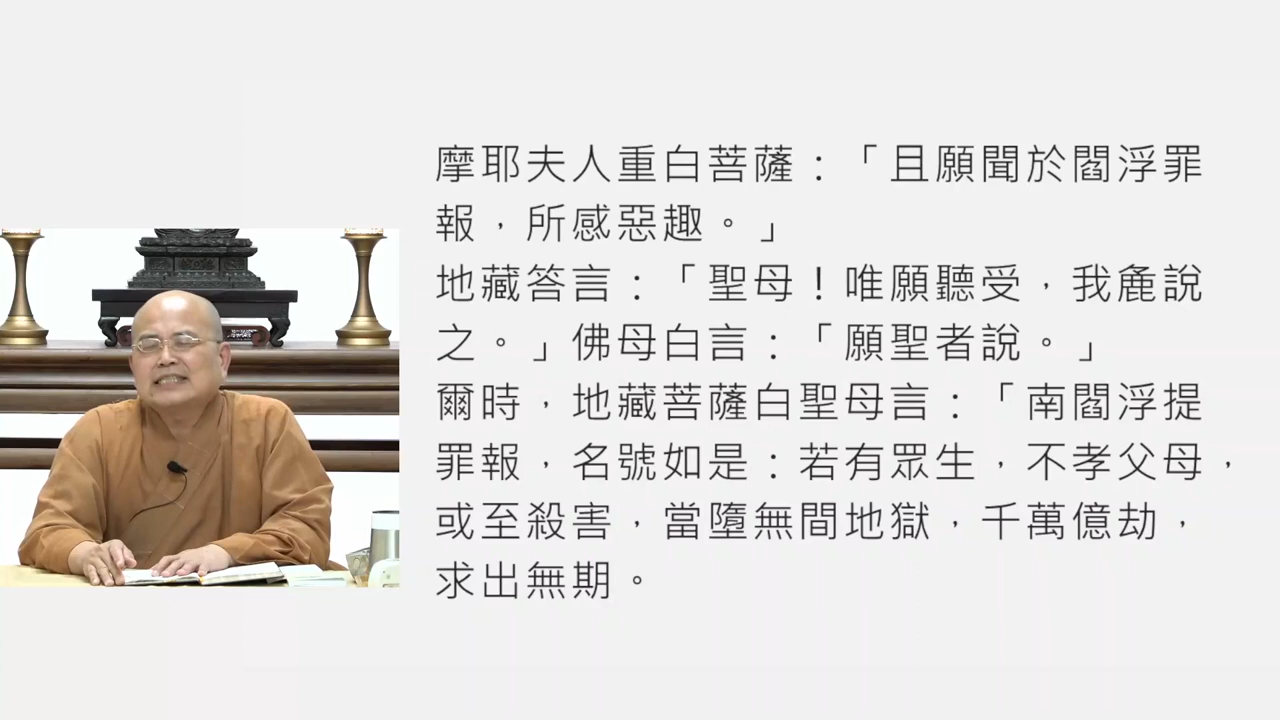 摩耶夫人重白菩薩：「且願聞於閻浮罪
報，所感惡趣。」
地藏答言：「聖母！唯願聽受，我麁說
之。」佛母白言：「願聖者說。」
爾時，地藏菩薩白聖母言：「南閻浮提
罪報，名號如是：若有眾生，不孝父母，
或至殺害，當墮無間地獄，千萬億劫，
求出無期。